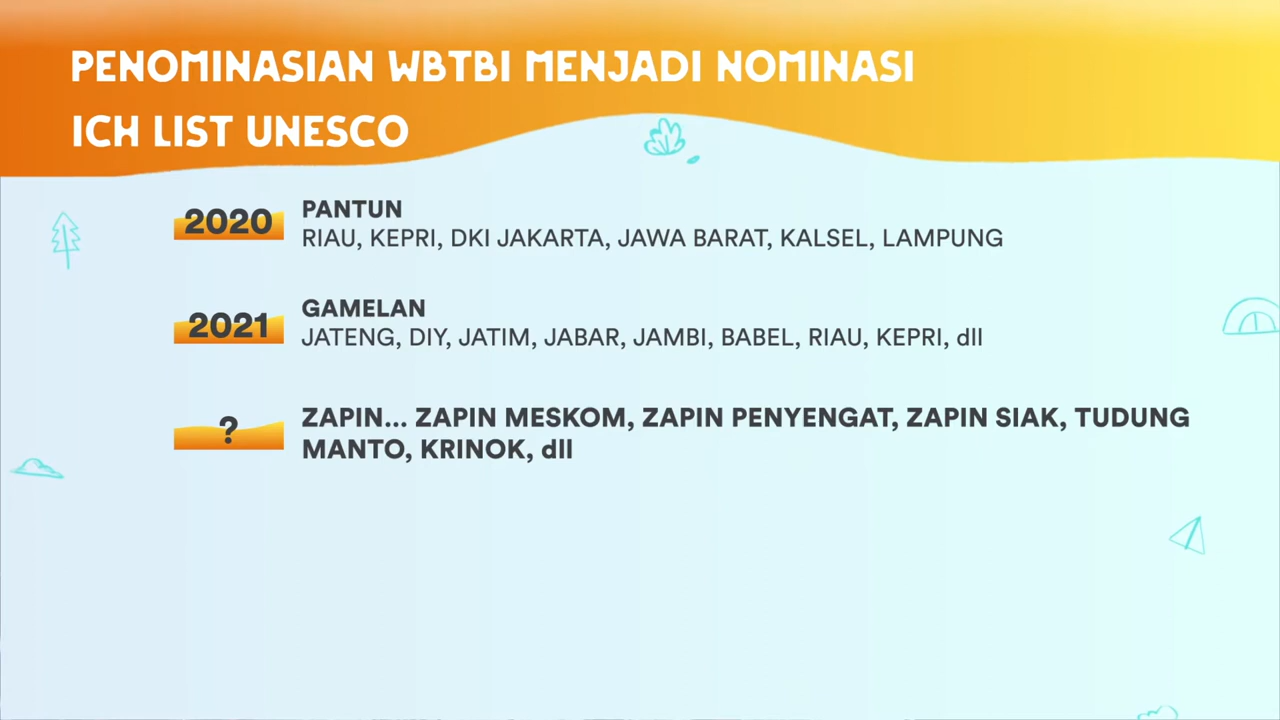 PENOMINASIAN WBTBI MENJADI NOMINASI
ICH LIST UNESCO
2020
PANTUN
RIAU, KEPRI, DKI JAKARTA, JAWA BARAT, KALSEL, LAMPUNG
2021
GAMELAN
JATENG, DIY, JATIM, JABAR, JAMBI, BABEL, RIAU, KEPRI, dll
?
ZAPIN... ZAPIN MESKOM, ZAPIN PENYENGAT, ZAPIN SIAK, TUDUNG
MANTO, KRINOK, dll